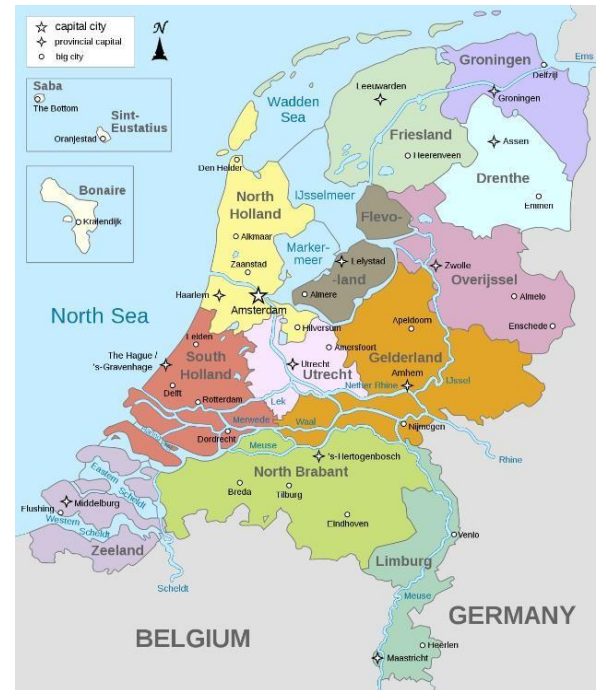 capital city
provincial capital
big city
N
Saba
The Bottom
Sint-
Eustatius
Oranjestad
Bonaire
Kralendijk
Groningen
Delfzijl
Ems
Leeuwarden
Groningen
Wadden
Sea
Friesland
Assen
Heerenveen
Drenthe
Den Helder
Emmen
North
Holland
IJsselmeer
Flevo-
Alkmaar
Marker-
meer
Lelystad
Zwolle
Zaanstad
-land
Overijssel
Haarlem
Almere
Almelo
Amsterdam
North Sea
Hilversum
Apeldoorn
Enschede
Leiden
Amersfoort
The Hague /
's-Gravenhage
South
Holland
Utrecht
Utrecht
Gelderland
Arnhem
Delft
Nether Rhine
IJssel
Rotterdam
Lek
Merwede
Waal
Dordrecht
Nijmegen
Meuse
's-Hertogenbosch
Rhine
Eastern
Scheldt
North Brabant
Breda
Tilburg
Middelburg
Flushing
Western
Scheldt
Eindhoven
Zeeland
Venlo
Limburg
Scheldt
Meuse
GERMANY
BELGIUM
Heerlen
Maastricht